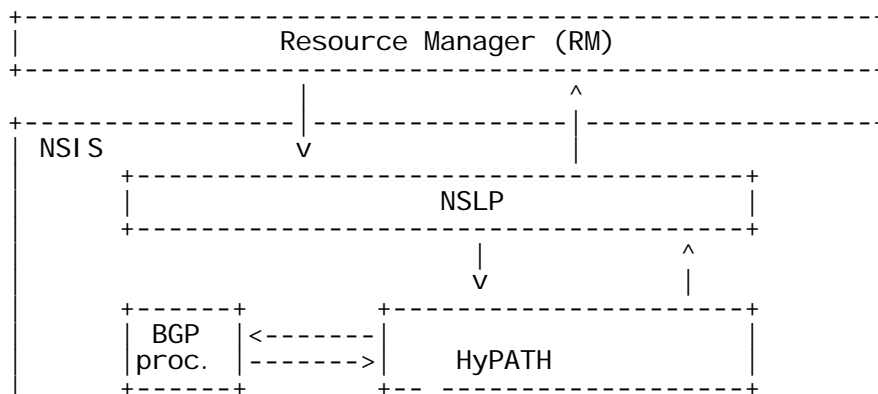 Resource Manager (RM)
NSIS
NSLP
BGP
proc.
HyPATH